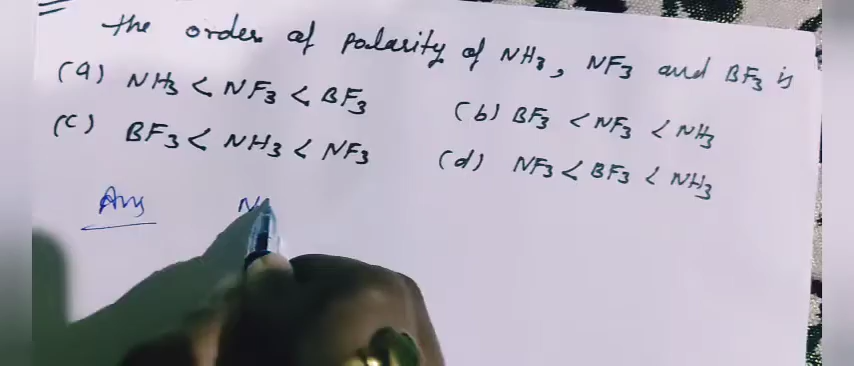 the order of polarity of NH₃, NF₃ and BF₃ is
(a) NH₃ < NF₃ < BF₃
(b) BF₃ < NF₃ < NH₃
(c) BF₃ < NH₃ < NF₃
(d) NF₃ < BF₃ < NH₃
Ans